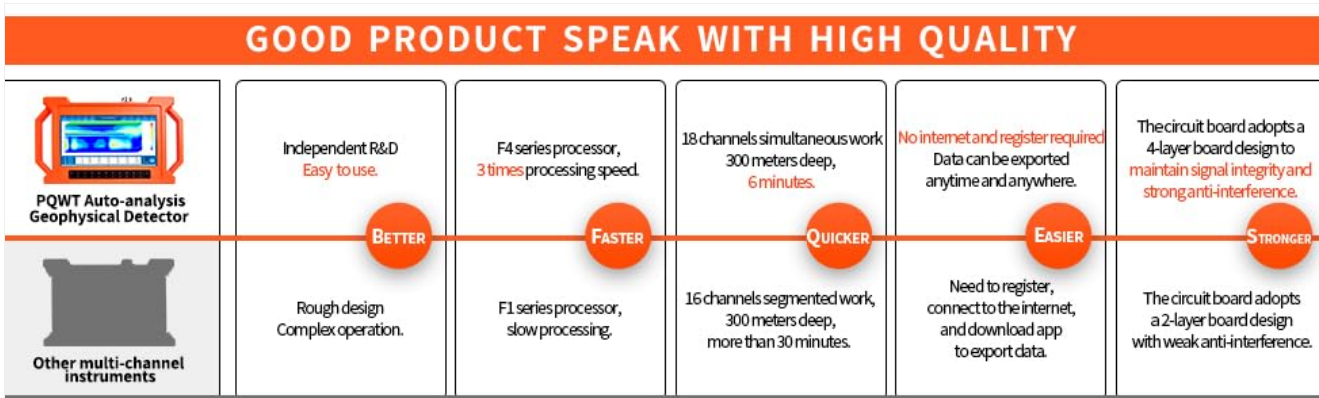 GOOD PRODUCT SPEAK WITH HIGH QUALITY
PQWT Auto-analysis
Geophysical Detector
Independent R&D
Easy to use.
F4 series processor,
3 times processing speed.
18 channels simultaneous work
300 meters deep,
6 minutes.
No internet and register required
Data can be exported
anytime and anywhere.
The circuit board adopts a
4-layer board design to
maintain signal integrity and
strong anti-interference.
BETTER
FASTER
QUICKER
EASIER
STRONGER
Other multi-channel
instruments
Rough design
Complex operation.
F1 series processor,
slow processing.
16 channels segmented work,
300 meters deep,
more than 30 minutes.
Need to register,
connect to the internet,
and download app
to export data.
The circuit board adopts
a 2-layer board design
with weak anti-interference.